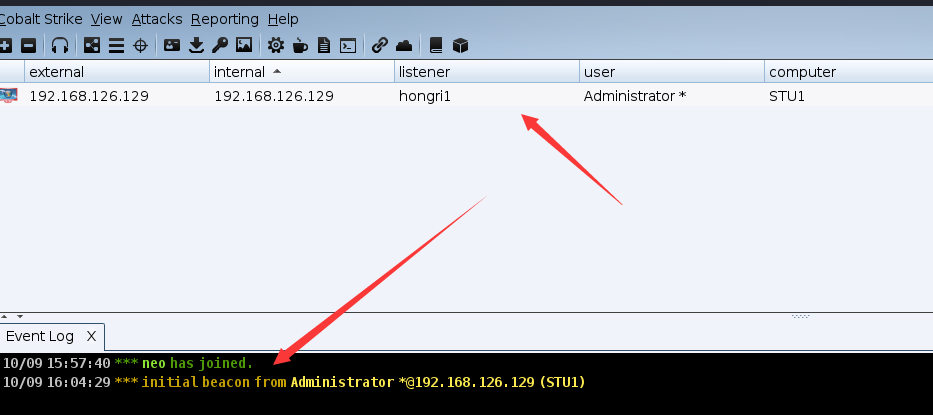 Cobalt Strike View Attacks Reporting Help
external internal listener user computer
192.168.126.129 192.168.126.129 hongri1 Administrator * STU1
Event Log X
10/09 15:57:40 *** neo has joined.
10/09 16:04:29 *** initial beacon from Administrator *@192.168.126.129 (STU1)